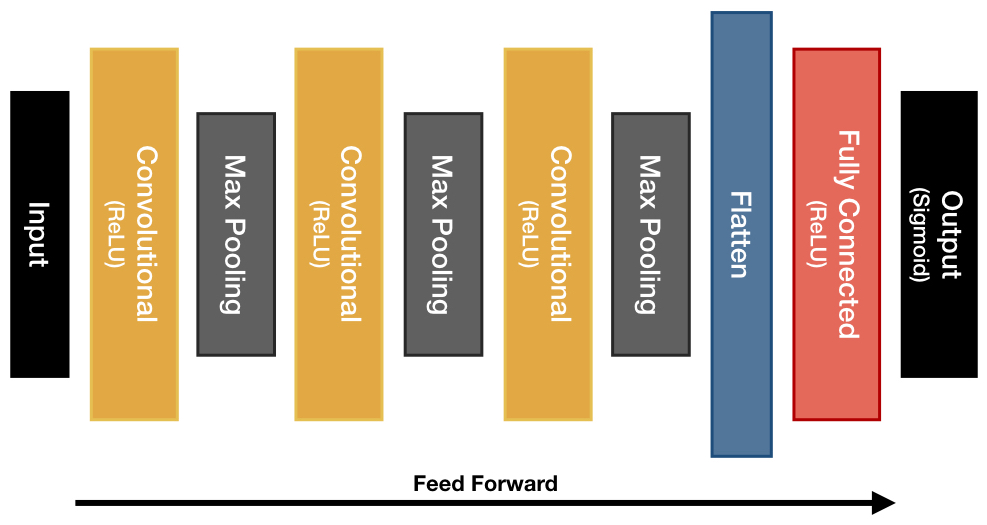 Input
Convolutional
(ReLU)
Max Pooling
Convolutional
(ReLU)
Max Pooling
Convolutional
(ReLU)
Max Pooling
Flatten
Fully Connected
(ReLU)
Output
(Sigmoid)
Feed Forward